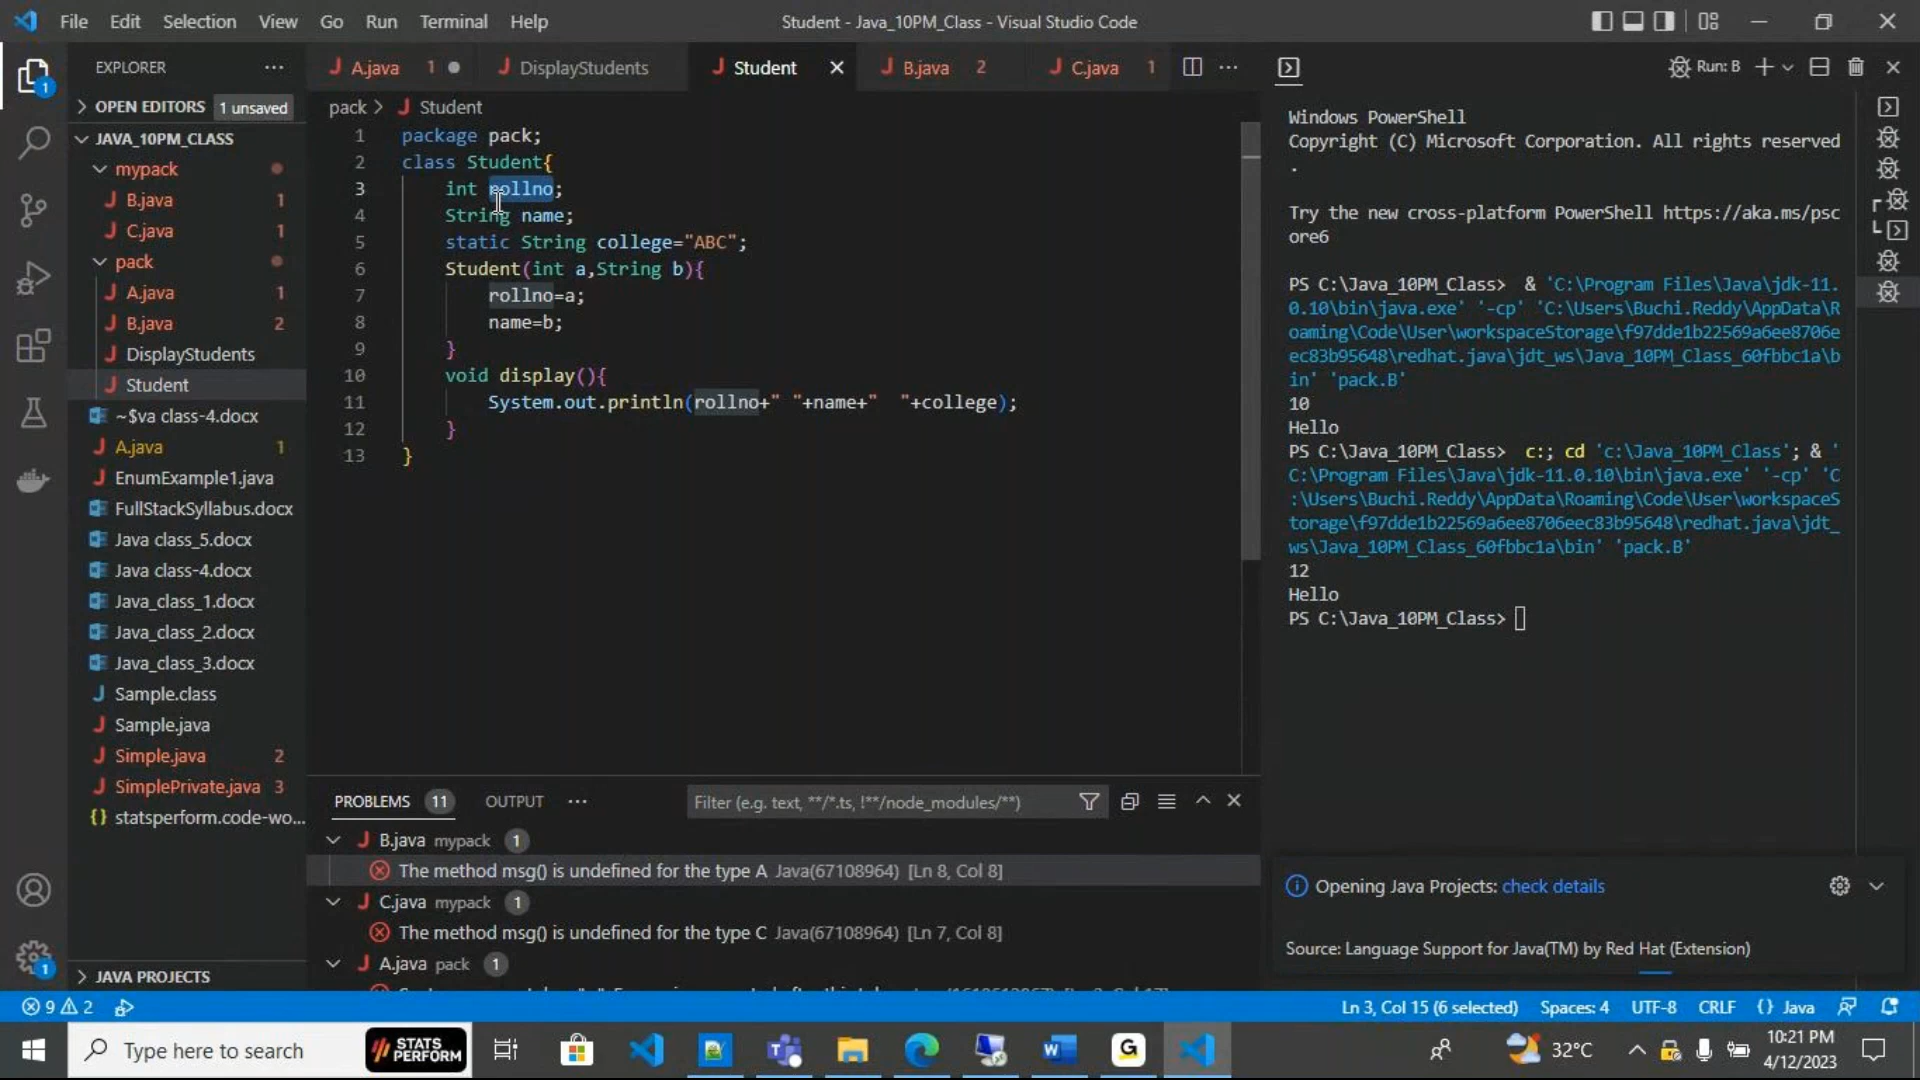 File Edit Selection View Go Run Terminal Help
Student - Java_10PM_Class - Visual Studio Code
EXPLORER
OPEN EDITORS 1 unsaved
JAVA_10PM_CLASS
mypack
B.java 1
C.java 1
pack
A.java 1
B.java 2
DisplayStudents
Student
~$va class-4.docx
A.java 1
EnumExample1.java
FullStackSyllabus.docx
Java class_5.docx
Java class-4.docx
Java_class_1.docx
Java_class_2.docx
Java_class_3.docx
Sample.class
Sample.java
Simple.java 2
SimplePrivate.java 3
statsperform.code-wo...
JAVA PROJECTS
A.java 1 DisplayStudents Student B.java 2 C.java 1
pack > Student
1 package pack;
2 class Student{
3 int rollno;
4 String name;
5 static String college="ABC";
6 Student(int a,String b){
7 rollno=a;
8 name=b;
9 }
10 void display(){
11 System.out.println(rollno+" "+name+"  "+college);
12 }
13 }
PROBLEMS 11 OUTPUT
Filter (e.g. text, **/*.ts, !**/node_modules/**)
B.java mypack 1
The method msg() is undefined for the type A Java(67108964) [Ln 8, Col 8]
C.java mypack 1
The method msg() is undefined for the type C Java(67108964) [Ln 7, Col 8]
A.java pack 1
Run: B
Windows PowerShell
Copyright (C) Microsoft Corporation. All rights reserved
.
Try the new cross-platform PowerShell https://aka.ms/psc
ore6
PS C:\Java_10PM_Class>  & 'C:\Program Files\Java\jdk-11.
0.10\bin\java.exe' '-cp' 'C:\Users\Buchi.Reddy\AppData\R
oaming\Code\User\workspaceStorage\f97dde1b22569a6ee8706e
ec83b95648\redhat.java\jdt_ws\Java_10PM_Class_60fbbc1a\b
in' 'pack.B'
10
Hello
PS C:\Java_10PM_Class>  c:; cd 'c:\Java_10PM_Class'; & '
C:\Program Files\Java\jdk-11.0.10\bin\java.exe' '-cp' 'C
:\Users\Buchi.Reddy\AppData\Roaming\Code\User\workspaceS
torage\f97dde1b22569a6ee8706eec83b95648\redhat.java\jdt_
ws\Java_10PM_Class_60fbbc1a\bin' 'pack.B'
12
Hello
PS C:\Java_10PM_Class>
Opening Java Projects: check details
Source: Language Support for Java(TM) by Red Hat (Extension)
9 2
Ln 3, Col 15 (6 selected) Spaces: 4 UTF-8 CRLF {} Java
Type here to search
STATS PERFORM
32°C
10:21 PM
4/12/2023